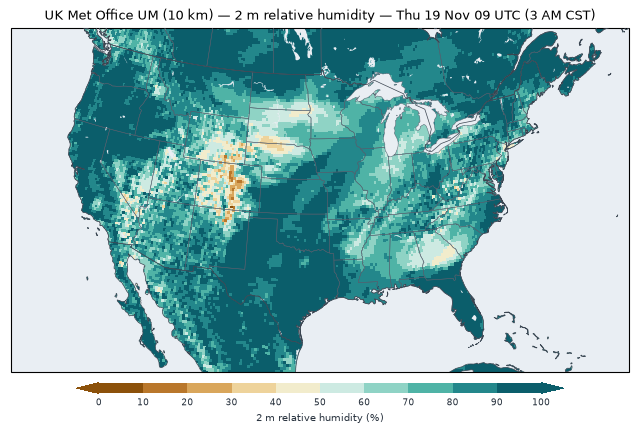 UK Met Office UM (10 km) — 2 m relative humidity — Thu 19 Nov 09 UTC (3 AM CST)
0 10 20 30 40 50 60 70 80 90 100
2 m relative humidity (%)